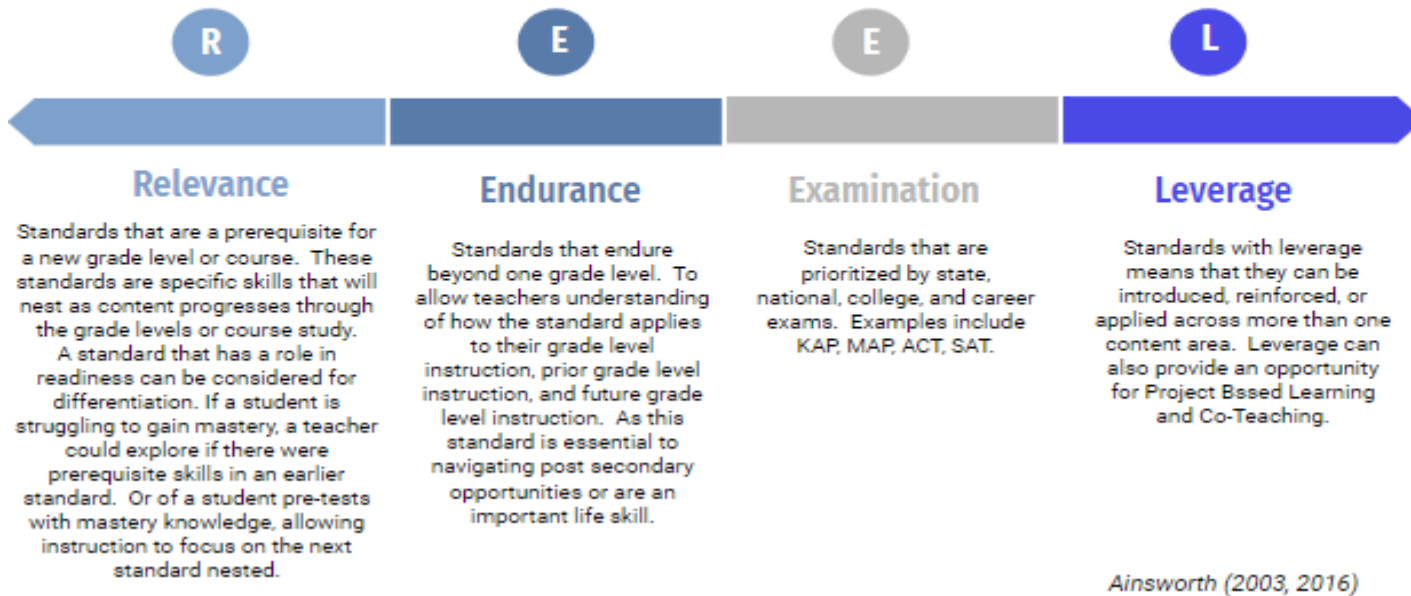 R
E
E
L
Relevance
Standards that are a prerequisite for
a new grade level or course. These
standards are specific skills that will
nest as content progresses through
the grade levels or course study.
A standard that has a role in
readiness can be considered for
differentiation. If a student is
struggling to gain mastery, a teacher
could explore if there were
prerequisite skills in an earlier
standard. Or of a student pre-tests
with mastery knowledge, allowing
instruction to focus on the next
standard nested.
Endurance
Standards that endure
beyond one grade level. To
allow teachers understanding
of how the standard applies
to their grade level
instruction, prior grade level
instruction, and future grade
level instruction. As this
standard is essential to
navigating post secondary
opportunities or are an
important life skill.
Examination
Standards that are
prioritized by state,
national, college, and career
exams. Examples include
KAP, MAP, ACT, SAT.
Leverage
Standards with leverage
means that they can be
introduced, reinforced, or
applied across more than one
content area. Leverage can
also provide an opportunity
for Project Bssed Learning
and Co-Teaching.
Ainsworth (2003, 2016)